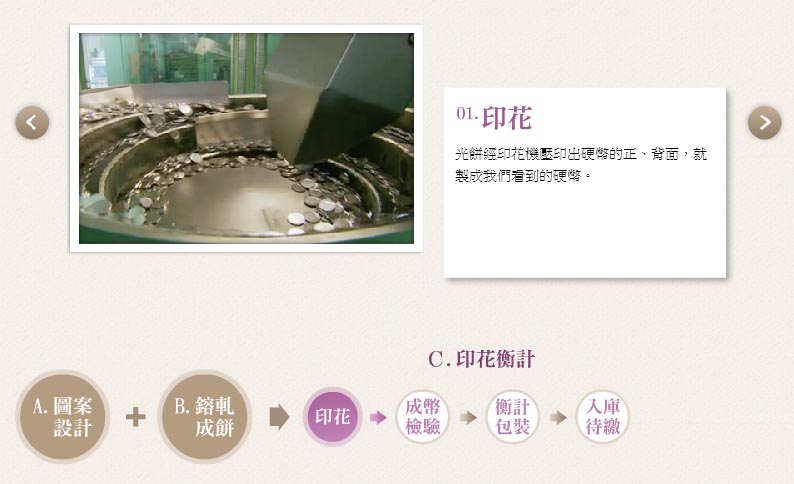 01.印花
光餅經印花機壓印出硬幣的正、背面，就
製成我們看到的硬幣。
C.印花衡計
A.圖案
設計
B.鎔軋
成餅
印花
成幣
檢驗
衡計
包裝
入庫
待繳